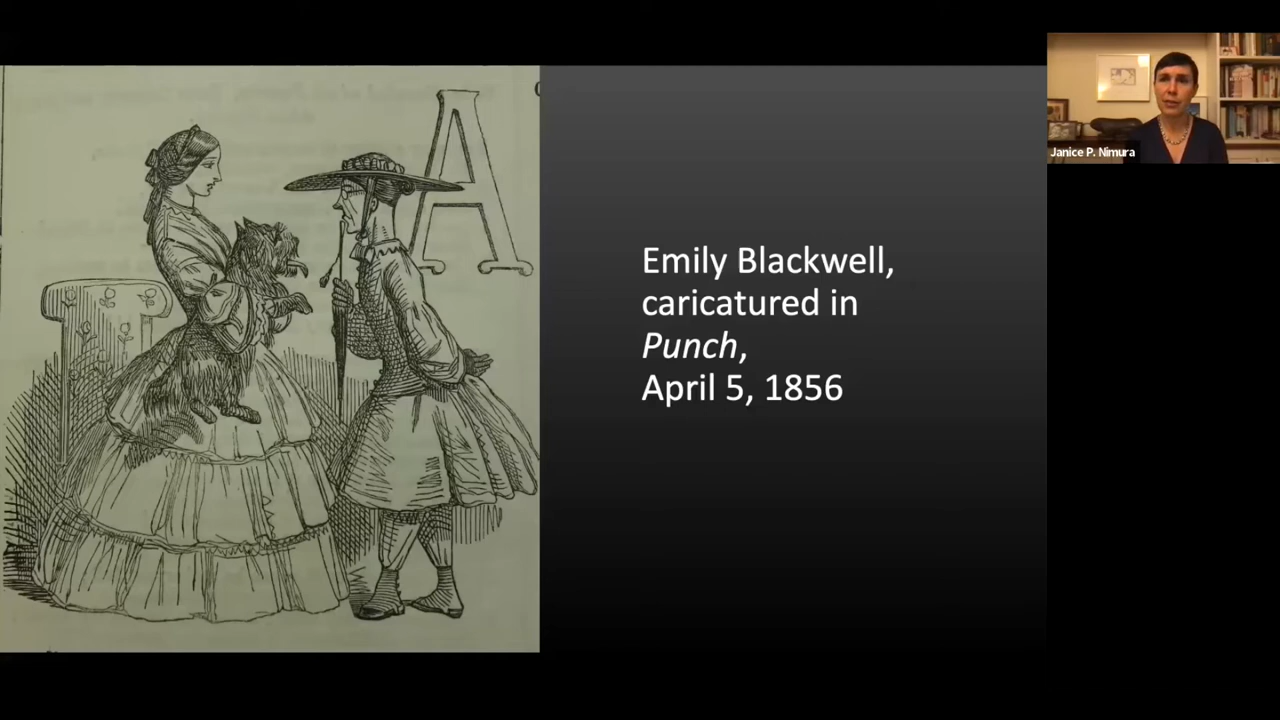 A
Emily Blackwell,
caricatured in
Punch,
April 5, 1856
Janice P. Nimura